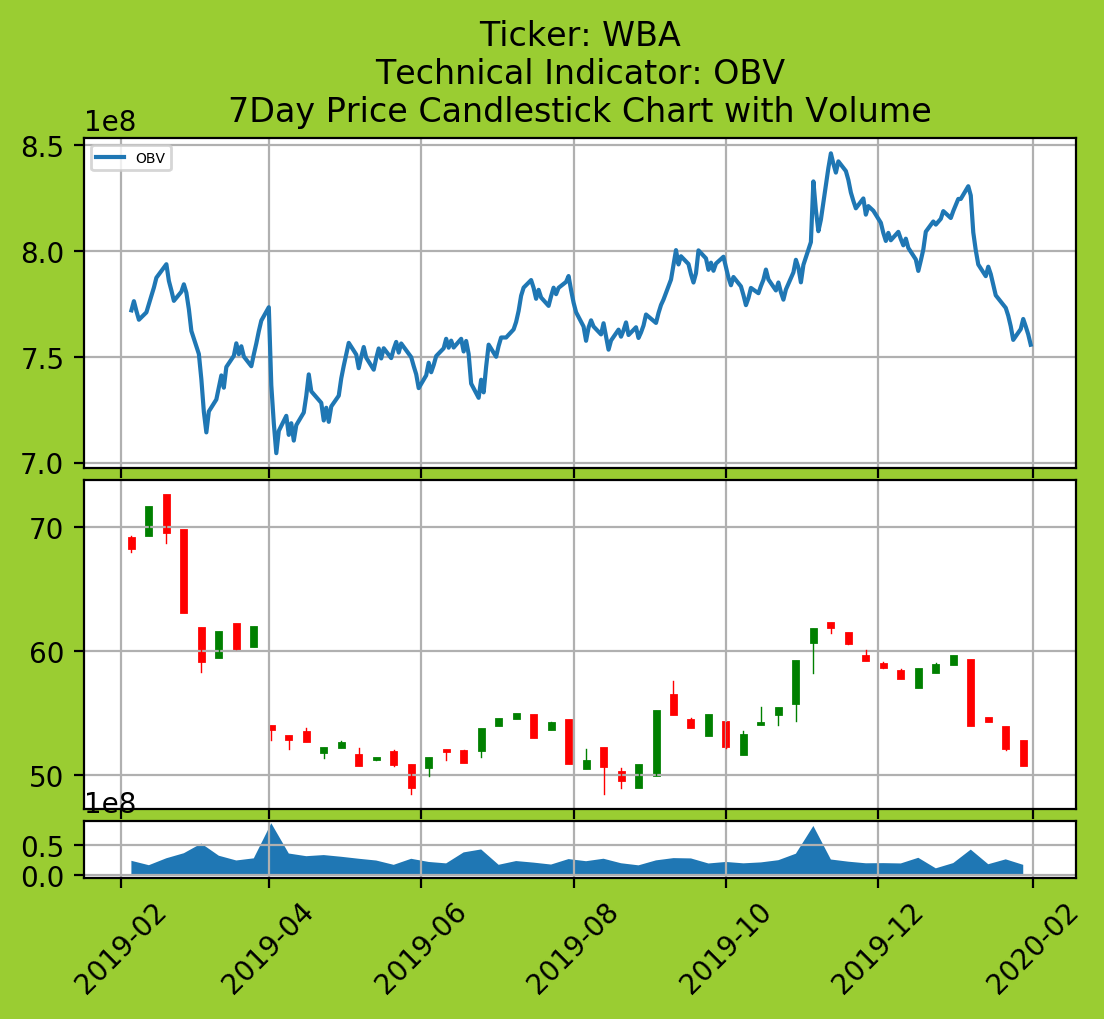 Ticker: WBA
Technical Indicator: OBV
7Day Price Candlestick Chart with Volume
1e8
8.5
OBV
8.0
7.5
7.0
70
60
50
1e8
0.5
0.0
2019-02
2019-04
2019-06
2019-08
2019-10
2019-12
2020-02